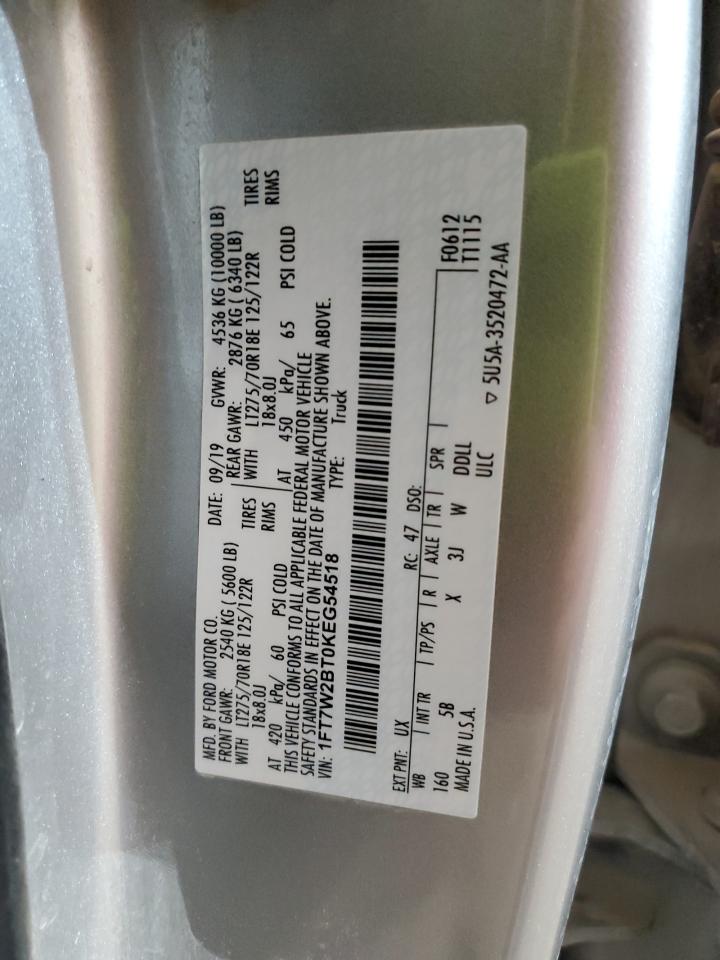 MFD. BY FORD MOTOR CO. DATE: 09/19 GVWR: 4536 KG (10000 LB)
FRONT GAWR: 2540 KG ( 5600 LB) REAR GAWR: 2876 KG ( 6340 LB)
WITH LT275/70R18E 125/122R TIRES WITH LT275/70R18E 125/122R TIRES
18x8.0J RIMS 18x8.0J RIMS
AT 420 kPa/ 60 PSI COLD AT 450 kPa/ 65 PSI COLD
THIS VEHICLE CONFORMS TO ALL APPLICABLE FEDERAL MOTOR VEHICLE
SAFETY STANDARDS IN EFFECT ON THE DATE OF MANUFACTURE SHOWN ABOVE.
VIN: 1FT7W2BT0KEG54518 TYPE: Truck
EXT PNT: UX RC: 47 DSO:
WB INT TR TP/PS R AXLE TR SPR F0612
160 5B X 3J W DDLL T1115
MADE IN U.S.A. ULC ▽ 5U5A-3520472-AA